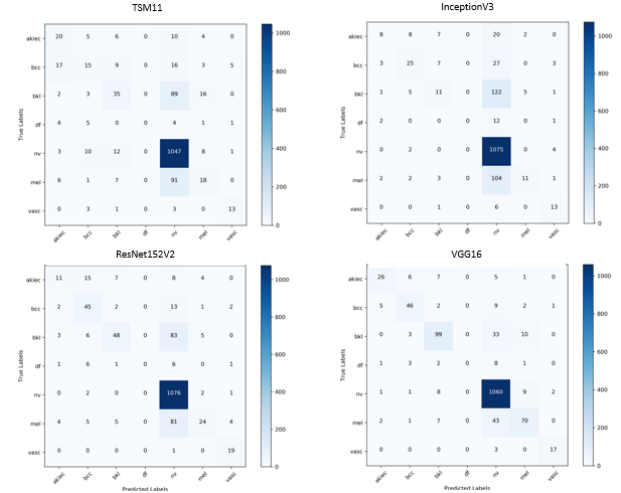 TSM11
akiec 20 5 6 0 10 4 0
bcc 17 15 9 0 16 3 5
bkl 2 3 35 0 89 16 0
df 4 5 0 0 4 1 1
nv 3 10 12 0 1047 8 1
mel 6 1 7 0 91 18 0
vasc 0 3 1 0 3 0 13
akiec bcc bkl df nv mel vasc
True Labels
1000
800
600
400
200
0
InceptionV3
akiec 8 8 7 0 20 2 0
bcc 3 25 7 0 27 0 3
bkl 1 5 11 0 122 5 1
df 2 0 0 0 12 0 1
nv 0 2 0 0 1075 0 4
mel 2 2 3 0 104 11 1
vasc 0 0 1 0 6 0 13
akiec bcc bkl df nv mel vasc
True Labels
1000
800
600
400
200
0
ResNet152V2
akiec 11 15 7 0 8 4 0
bcc 2 45 2 0 13 1 2
bkl 3 6 48 0 83 5 0
df 1 6 1 0 6 0 1
nv 0 2 0 0 1076 2 1
mel 4 5 5 0 81 24 4
vasc 0 0 0 0 1 0 19
akiec bcc bkl df nv mel vasc
True Labels
Predicted Labels
1000
800
600
400
200
0
VGG16
akiec 26 6 7 0 5 1 0
bcc 5 46 2 0 9 2 1
bkl 0 3 99 0 33 10 0
df 1 3 2 0 8 1 0
nv 1 1 8 0 1060 9 2
mel 2 1 7 0 43 70 0
vasc 0 0 0 0 3 0 17
akiec bcc bkl df nv mel vasc
True Labels
Predicted Labels
1000
800
600
400
200
0